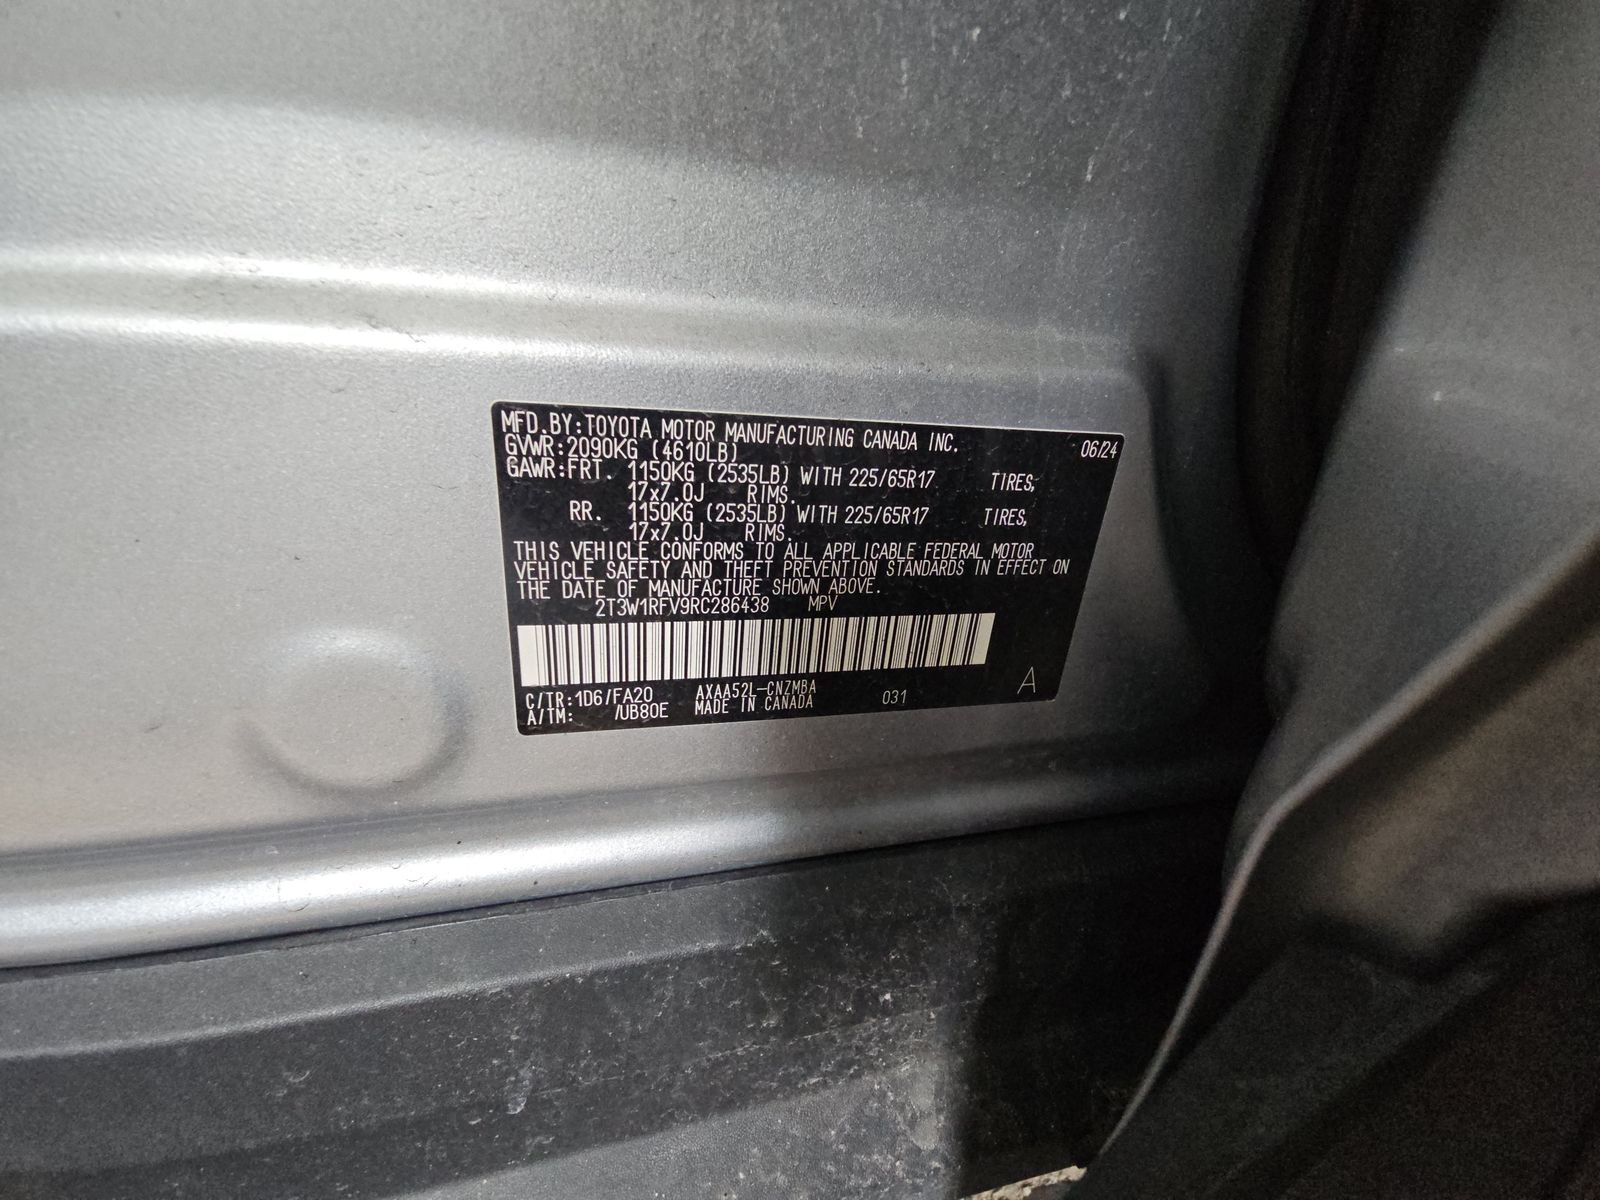 MFD.BY:TOYOTA MOTOR MANUFACTURING CANADA INC. 06/24
GVWR:2090KG (4610LB)
GAWR:FRT. 1150KG (2535LB) WITH 225/65R17 TIRES,
17x7.0J RIMS.
RR. 1150KG (2535LB) WITH 225/65R17 TIRES,
17x7.0J RIMS.
THIS VEHICLE CONFORMS TO ALL APPLICABLE FEDERAL MOTOR
VEHICLE SAFETY AND THEFT PREVENTION STANDARDS IN EFFECT ON
THE DATE OF MANUFACTURE SHOWN ABOVE.
2T3W1RFV9RC286438 MPV
C/TR:1D6/FA20 AXAA52L-CNZMBA 031 A
A/TM: /UB80E MADE IN CANADA